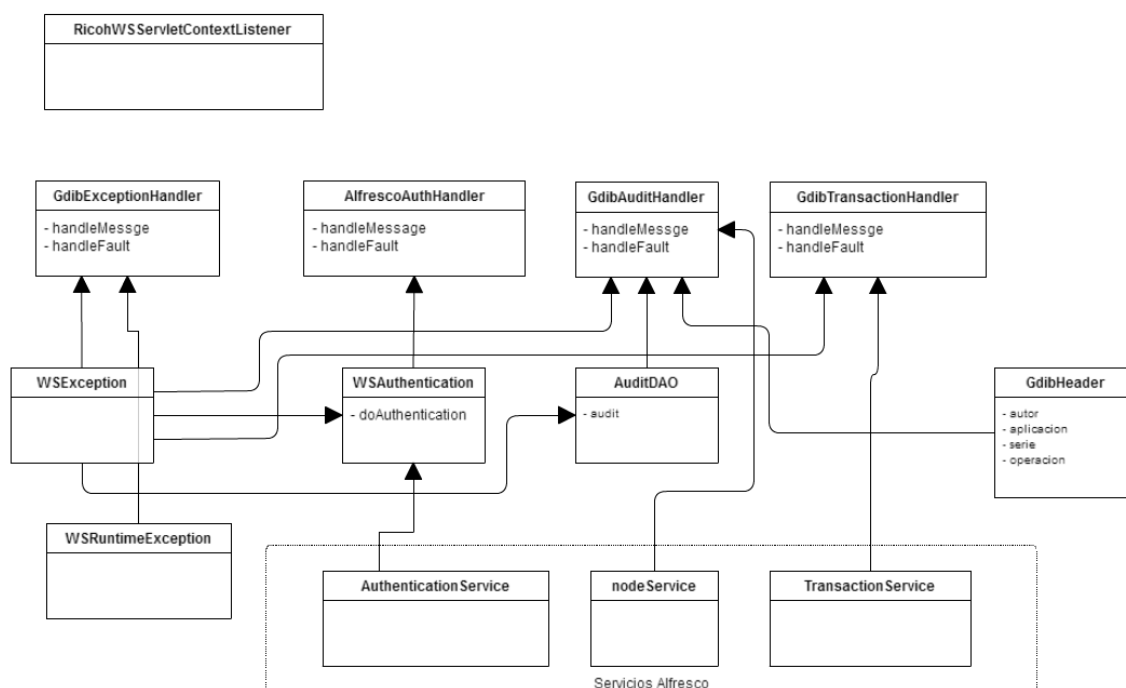 RicohWSServletContextListener
GdibExceptionHandler
- handleMessge
- handleFault
AlfrescoAuthHandler
- handleMessage
- handleFault
GdibAuditHandler
- handleMessge
- handleFault
GdibTransactionHandler
- handleMessge
- handleFault
WSException
WSAuthentication
- doAuthentication
AuditDAO
- audit
GdibHeader
- autor
- aplicacion
- serie
- operacion
WSRuntimeException
AuthenticationService
nodeService
TransactionService
Servicios Alfresco